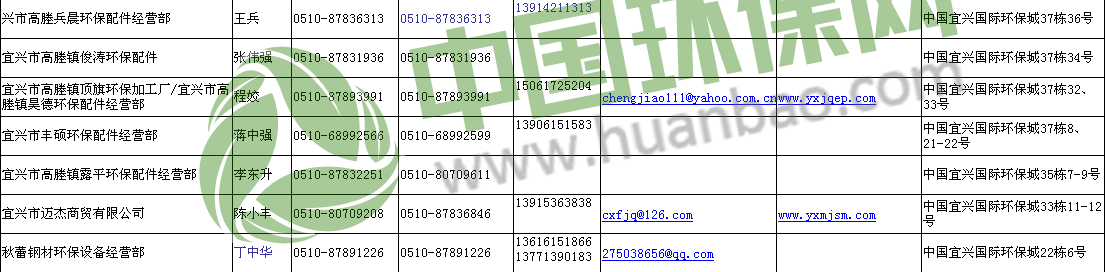 兴市高塍兵晨环保配件经营部 王兵 0510-87836313 0510-87836313 13914211313 中国宜兴国际环保城37栋36号
宜兴市高塍镇俊涛环保配件 张伟强 0510-87831936 0510-87831936 中国宜兴国际环保城37栋34号
宜兴市高塍镇顶旗环保加工厂/宜兴市高
塍镇昊德环保配件经营部 程姣 0510-87893991 0510-87893991 15061725204 chengjiao111@yahoo.com.cn www.yxjqep.com 中国宜兴国际环保城37栋32、
33号
宜兴市丰硕环保配件经营部 蒋中强 0510-68992566 0510-68992599 13906151583 中国宜兴国际环保城37栋8、
21-22号
宜兴市高塍镇露平环保配件经营部 李东升 0510-87832251 0510-80709611 中国宜兴国际环保城35栋7-9号
宜兴市迈杰商贸有限公司 陈小丰 0510-80709208 0510-87836846 13915363838 cxfjq@126.com www.yxmjsm.com 中国宜兴国际环保城33栋11-12
号
秋蕾钢材环保设备经营部 丁中华 0510-87891226 0510-87891226 13616151866
13771390183 275038656@qq.com 中国宜兴国际环保城22栋6号
中国环保网
www.huanbao.com